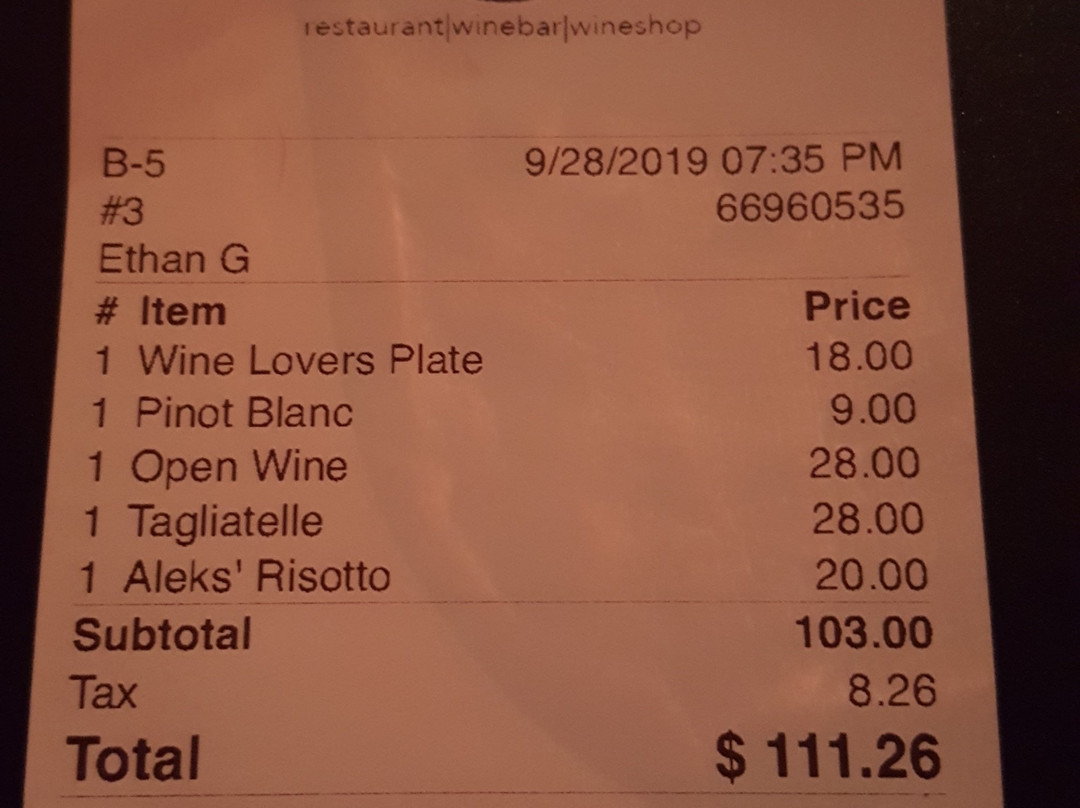 restaurant|winebar|wineshop
B-5 9/28/2019 07:35 PM
#3 66960535
Ethan G
# Item Price
1 Wine Lovers Plate 18.00
1 Pinot Blanc 9.00
1 Open Wine 28.00
1 Tagliatelle 28.00
1 Aleks' Risotto 20.00
Subtotal 103.00
Tax 8.26
Total $ 111.26